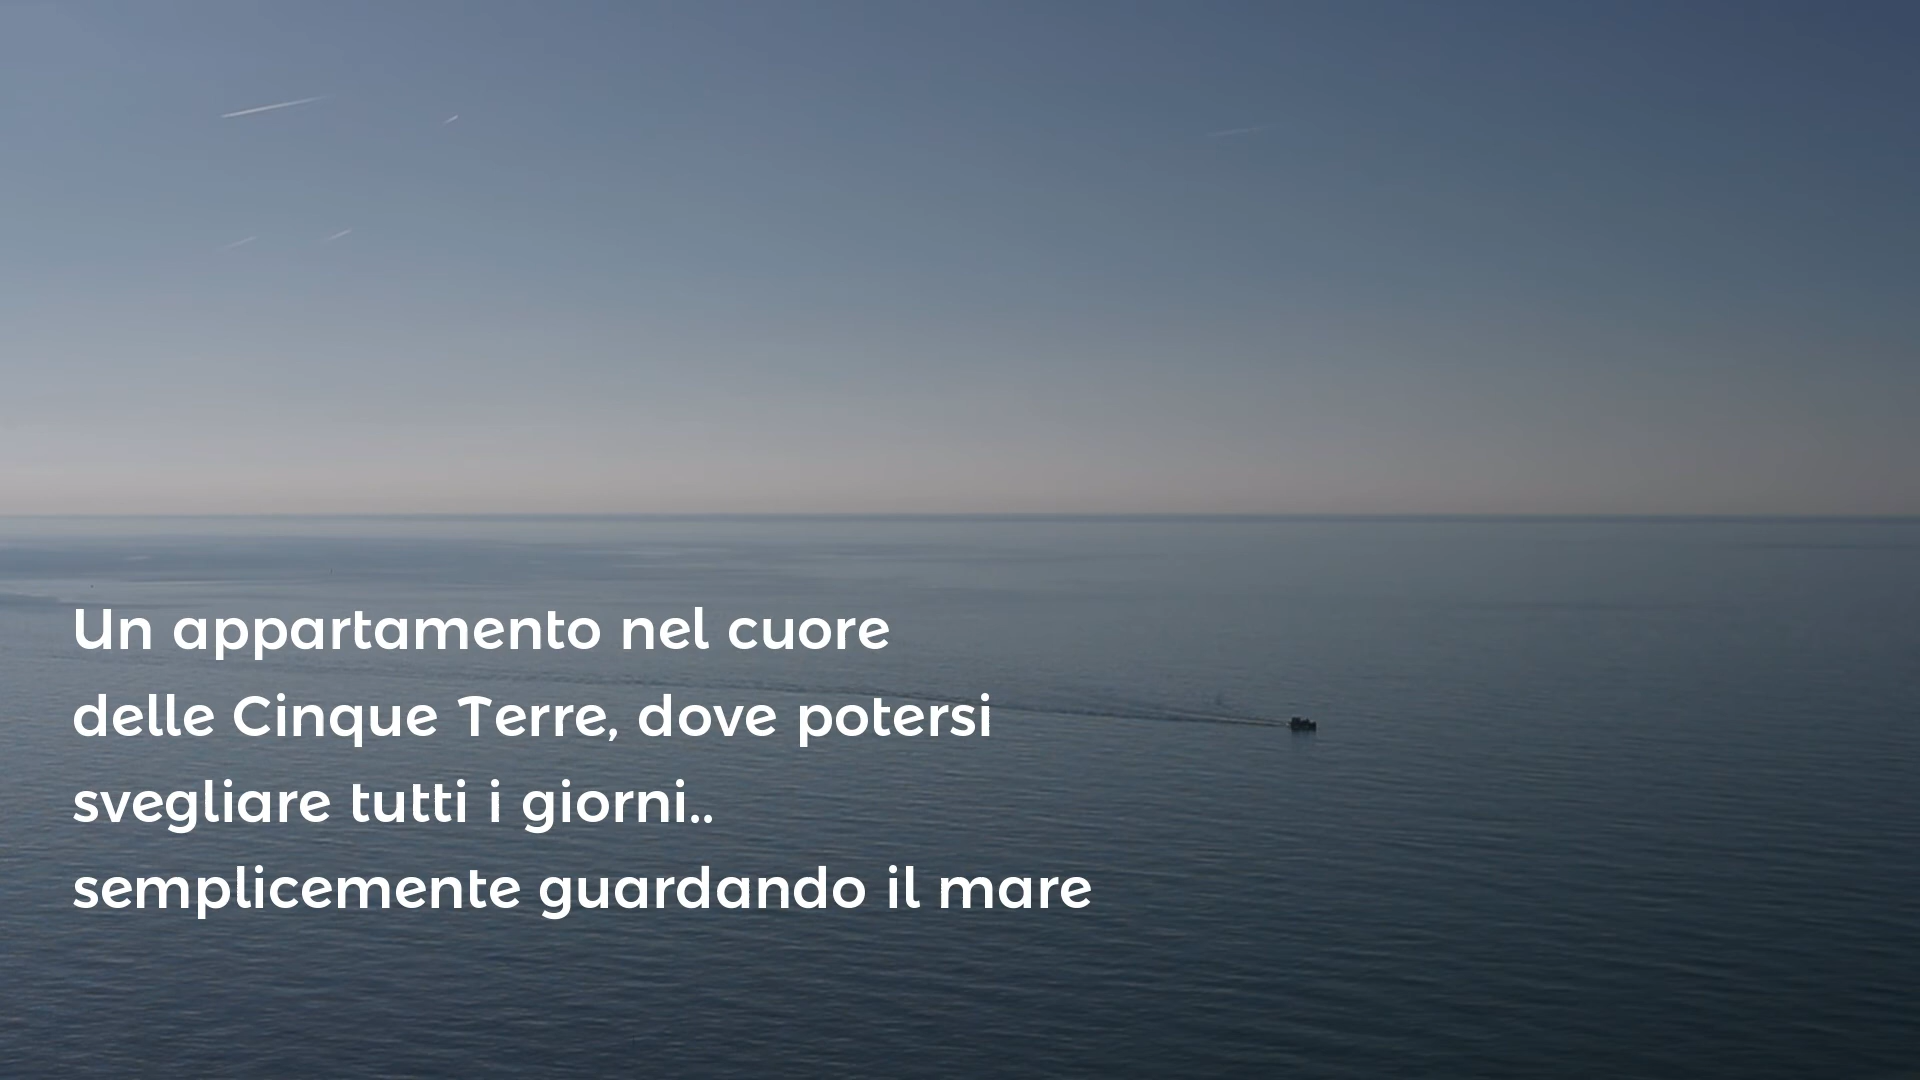 Un appartamento nel cuore
delle Cinque Terre, dove potersi
svegliare tutti i giorni..
semplicemente guardando il mare